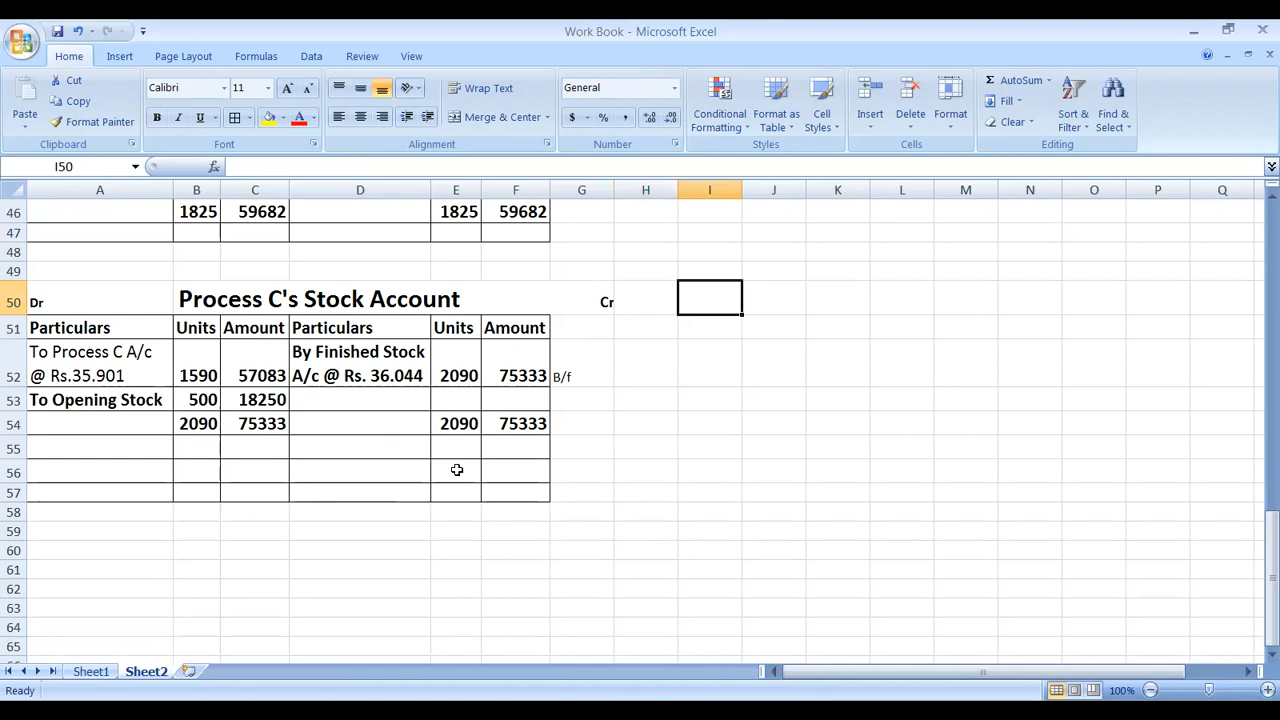 Work Book - Microsoft Excel
Home Insert Page Layout Formulas Data Review View
Paste Cut Copy Format Painter
Calibri 11
B I U
Wrap Text
Merge & Center
General
$ % ,
Conditional Formatting Format as Table Cell Styles
Insert Delete Format
AutoSum Fill Clear
Sort & Filter Find & Select
Clipboard Font Alignment Number Styles Cells Editing
I50 fx
A B C D E F G H I J K L M N O P Q
46 1825 59682 1825 59682
47
48
49
50 Dr Process C's Stock Account Cr
51 Particulars Units Amount Particulars Units Amount
To Process C A/c By Finished Stock
52 @ Rs.35.901 1590 57083 A/c @ Rs. 36.044 2090 75333 B/f
53 To Opening Stock 500 18250
54 2090 75333 2090 75333
55
56
57
58
59
60
61
62
63
64
65
Sheet1 Sheet2
Ready 100%